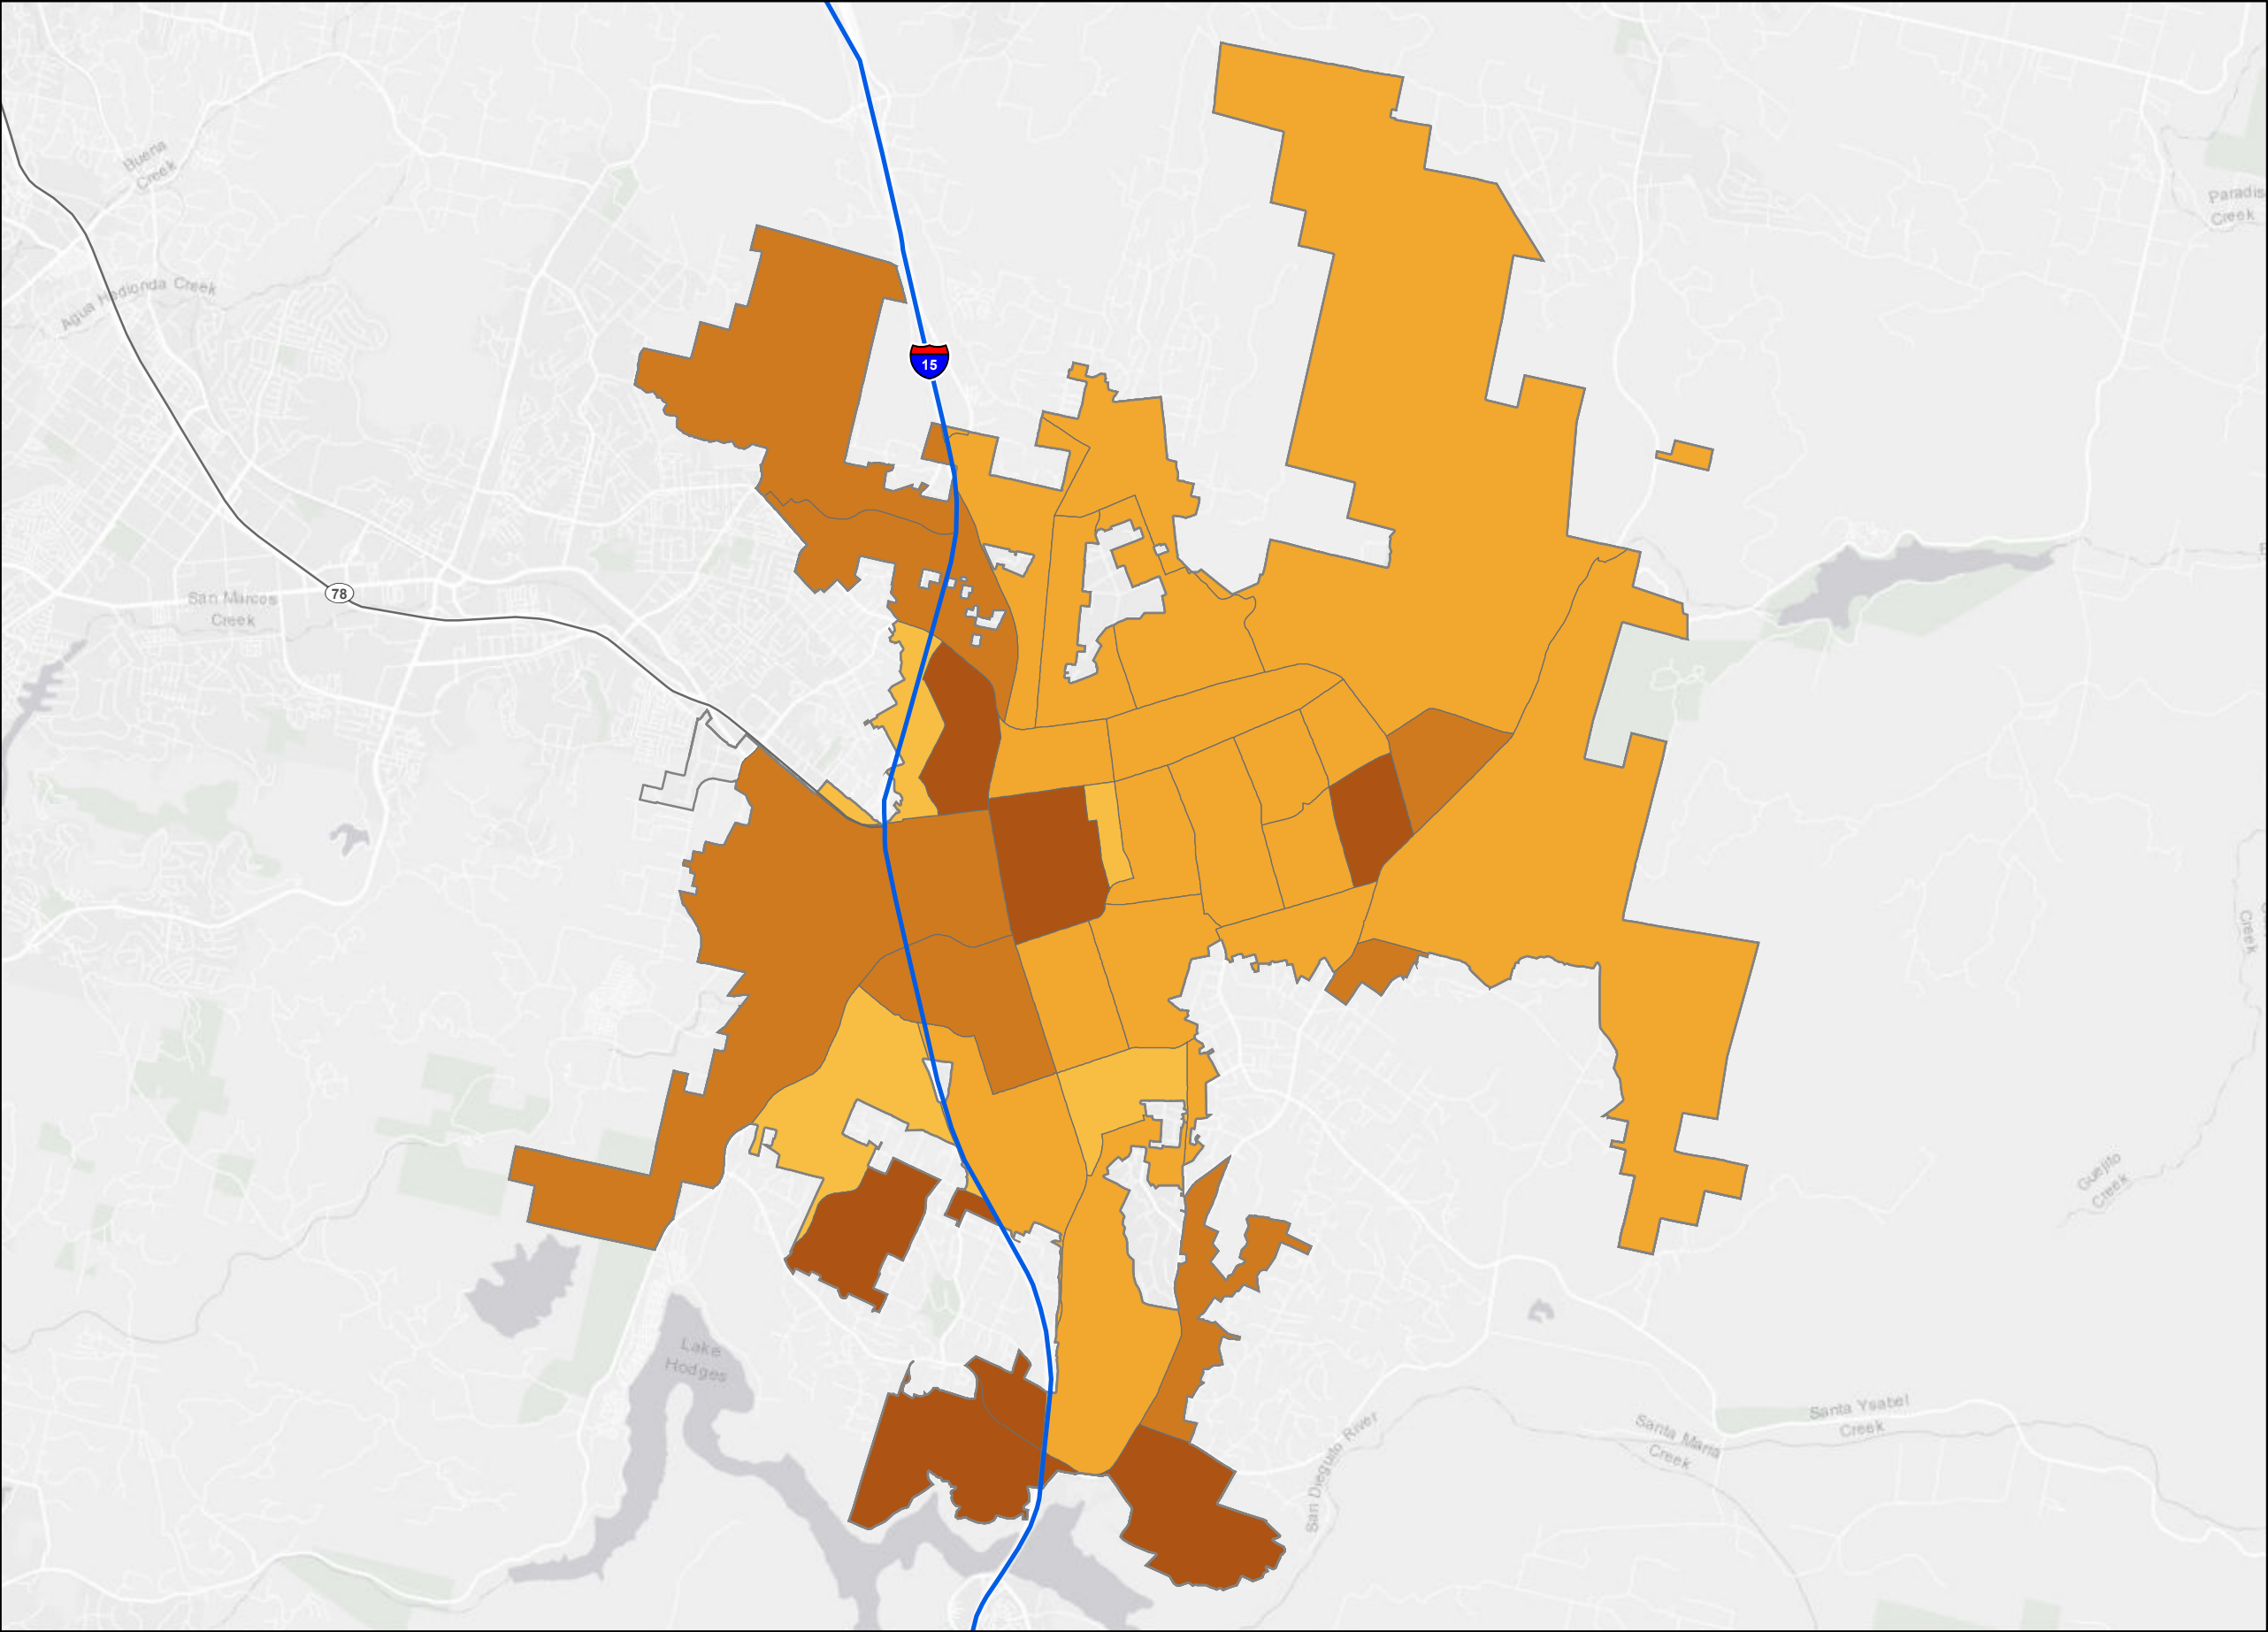 Buena
Creek
Paradis
Creek
Agua Hedionda Creek
15
78
San Marcos
Creek
Creek
Guejito
Creek
Lake
Hodges
San Dieguito River
Santa Maria
Creek
Santa Ysabel
Creek